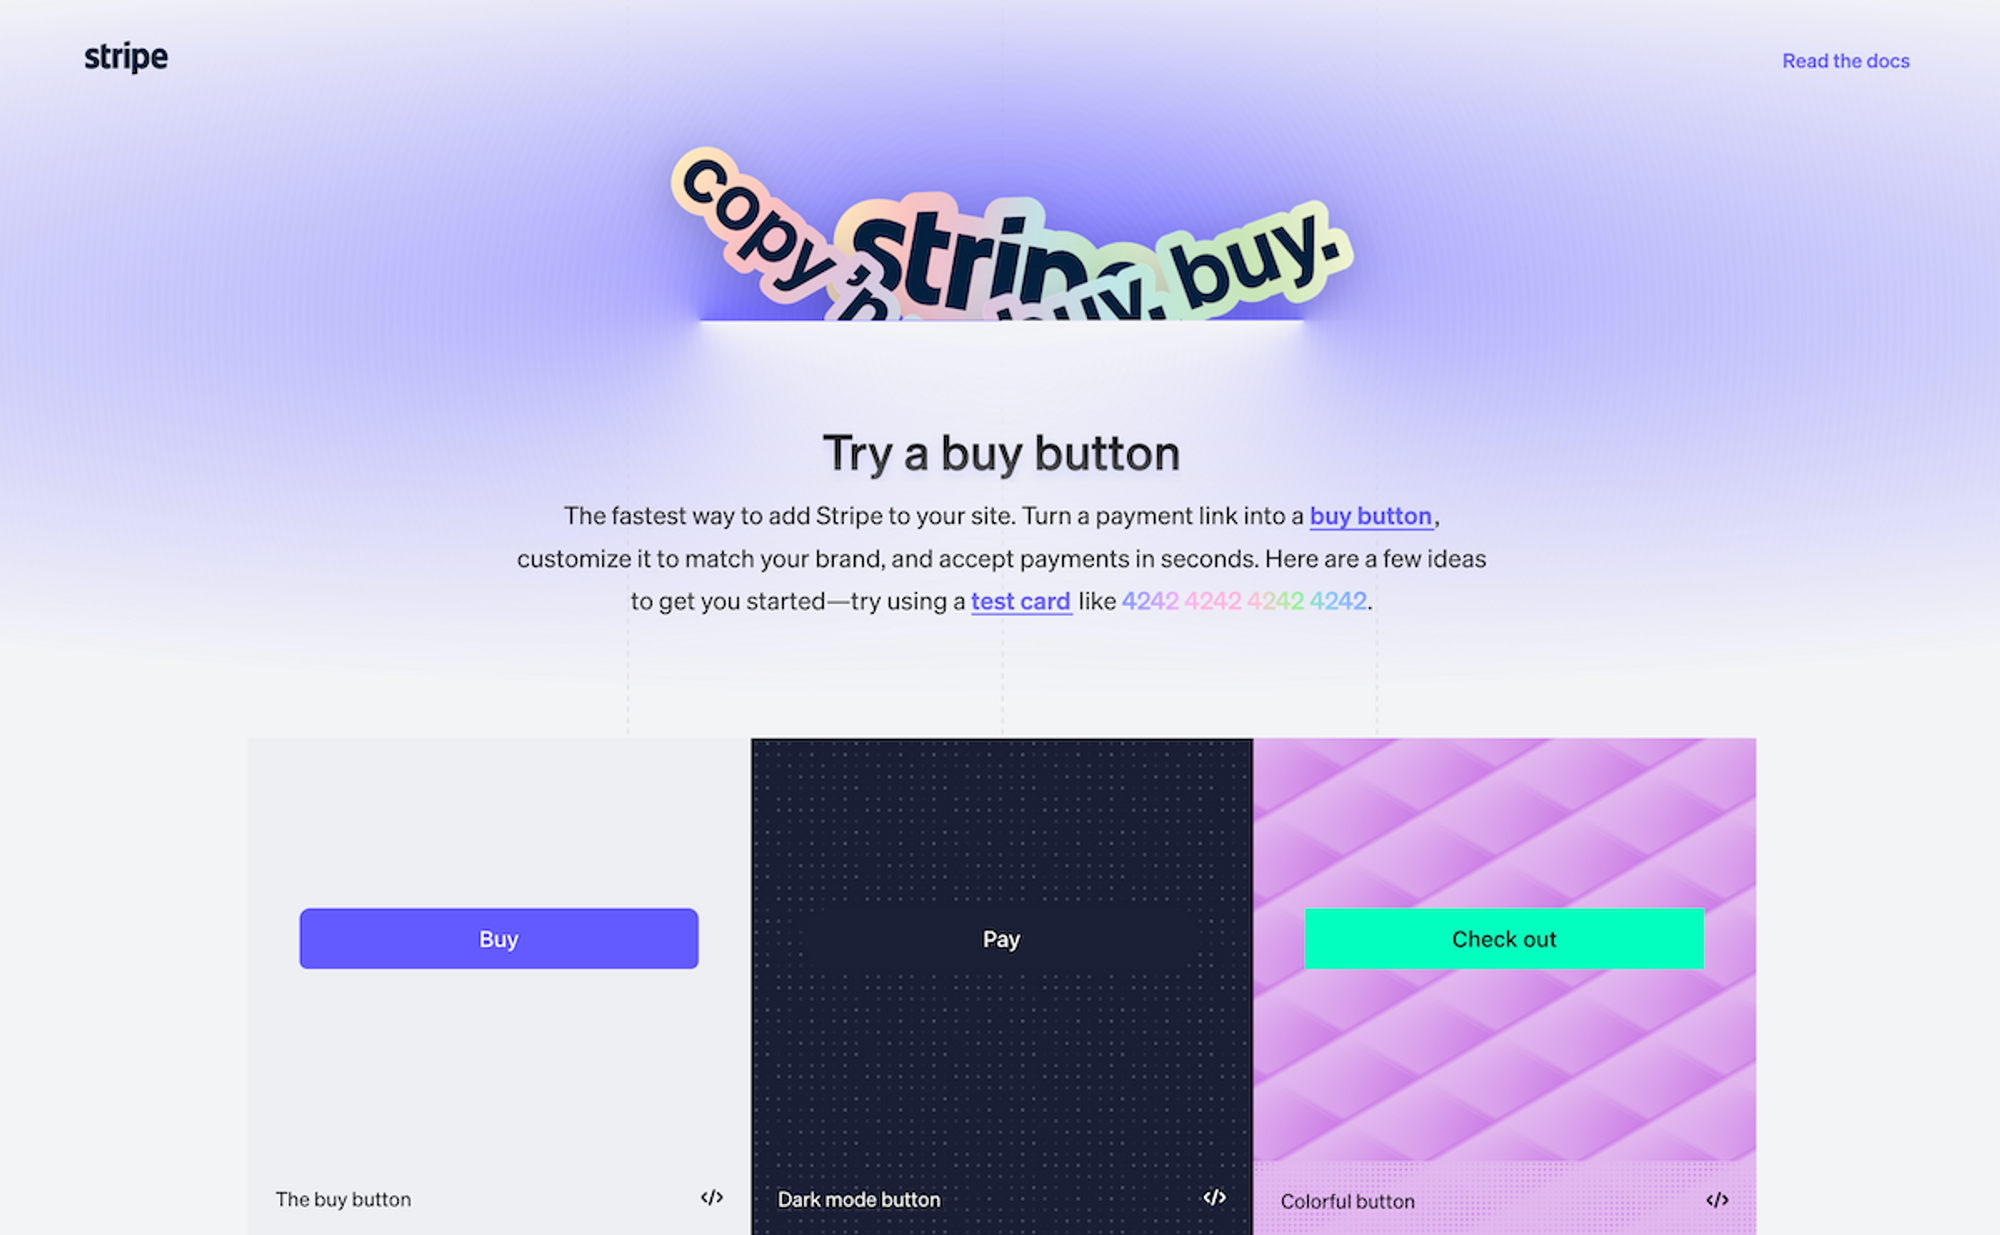 stripe
Read the docs
copy,
stripe
buy.
buy.
Try a buy button
The fastest way to add Stripe to your site. Turn a payment link into a buy button,
customize it to match your brand, and accept payments in seconds. Here are a few ideas
to get you started—try using a test card like 4242 4242 4242 4242.
Buy
Pay
Check out
The buy button
</>
Dark mode button
</>
Colorful button
</>